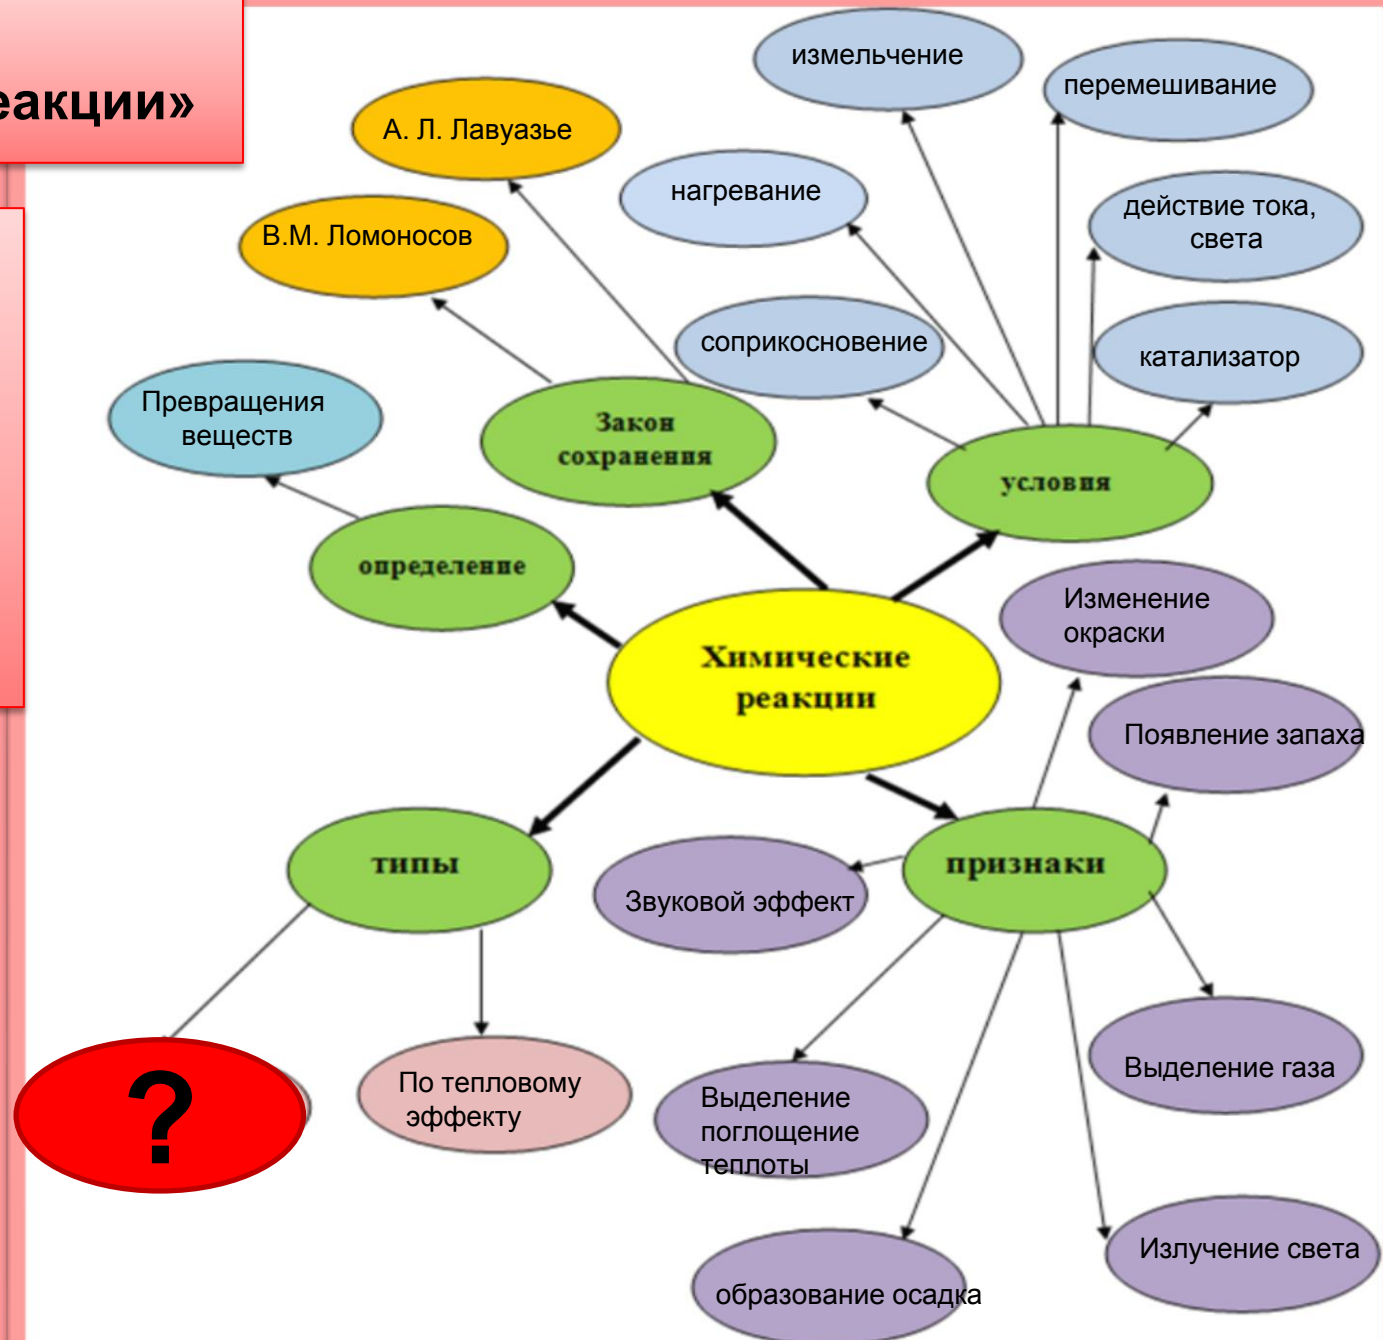 еакции»
измельчение
перемешивание
А. Л. Лавуазье
нагревание
действие тока,
света
В.М. Ломоносов
соприкосновение
катализатор
Превращения
веществ
Закон
сохранения
условия
определение
Изменение
окраски
Химические
реакции
Появление запаха
типы
признаки
Звуковой эффект
?
По тепловому
эффекту
Выделение газа
Выделение
поглощение
теплоты
Излучение света
образование осадка